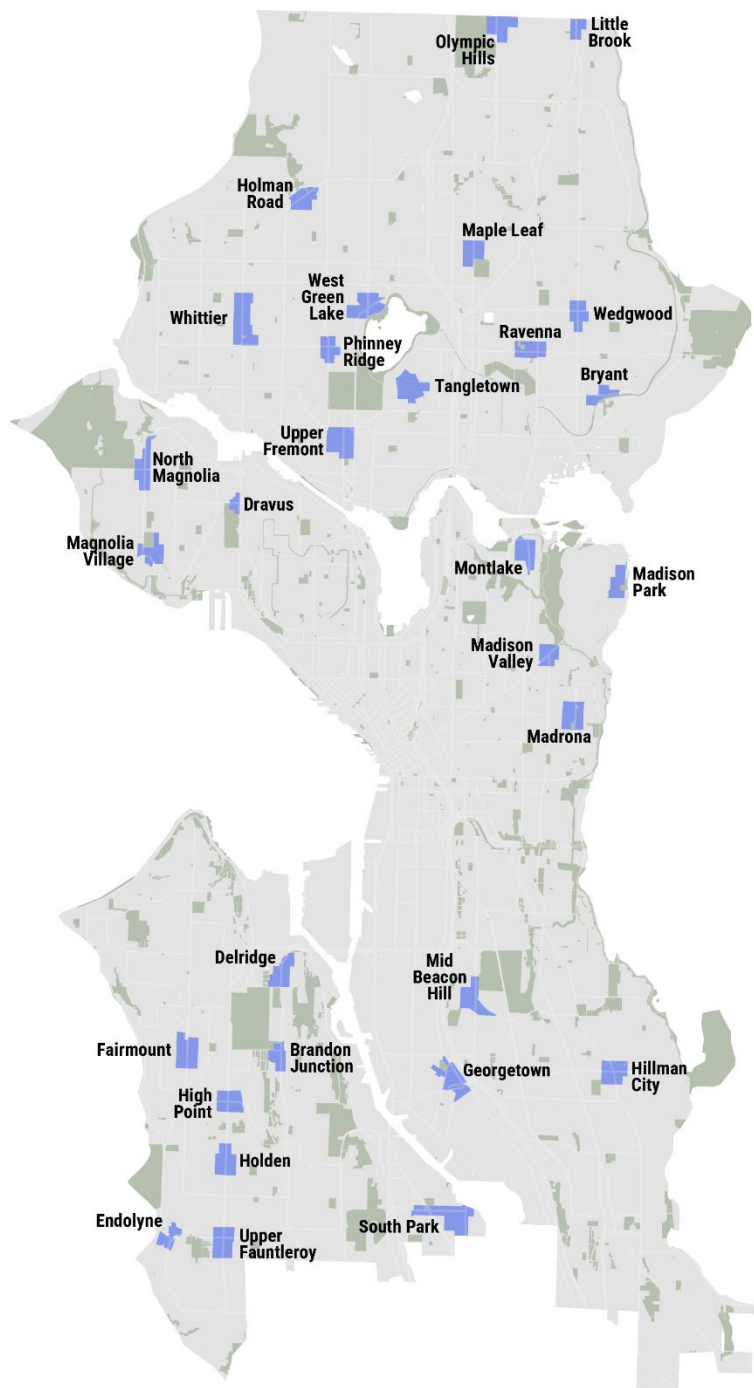 Olympic
Hills
Little
Brook
Holman
Road
Maple Leaf
West
Green
Lake
Whittier
Wedgwood
Ravenna
Phinney
Ridge
Tangletown
Bryant
Upper
Fremont
North
Magnolia
Dravus
Magnolia
Village
Montlake
Madison
Park
Madison
Valley
Madrona
Delridge
Mid
Beacon
Hill
Fairmount
Brandon
Junction
Georgetown
Hillman
City
High
Point
Holden
Endolyne
Upper
Fauntleroy
South Park